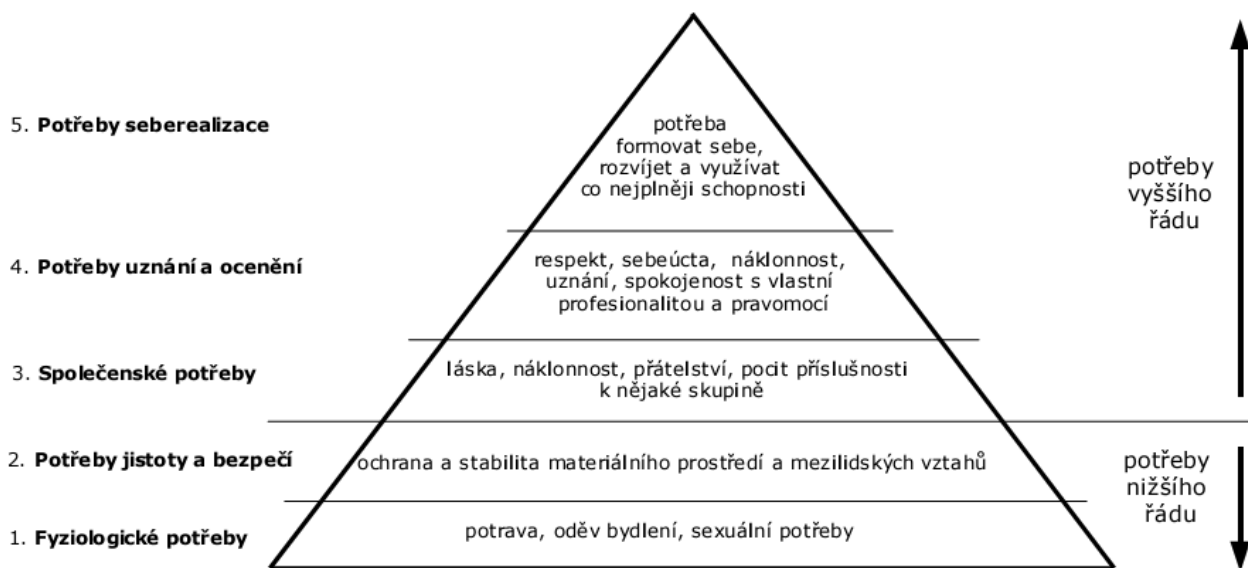 5. Potřeby seberealizace
potřeba
formovat sebe,
rozvíjet a využívat
co nejplněji schopnosti
potřeby
vyššího
řádu
4. Potřeby uznání a ocenění
respekt, sebeúcta, náklonnost,
uznání, spokojenost s vlastní
profesionalitou a pravomocí
3. Společenské potřeby
láska, náklonnost, přátelství, pocit příslušnosti
k nějaké skupině
2. Potřeby jistoty a bezpečí
ochrana a stabilita materiálního prostředí a mezilidských vztahů
potřeby
nižšího
řádu
1. Fyziologické potřeby
potrava, oděv bydlení, sexuální potřeby